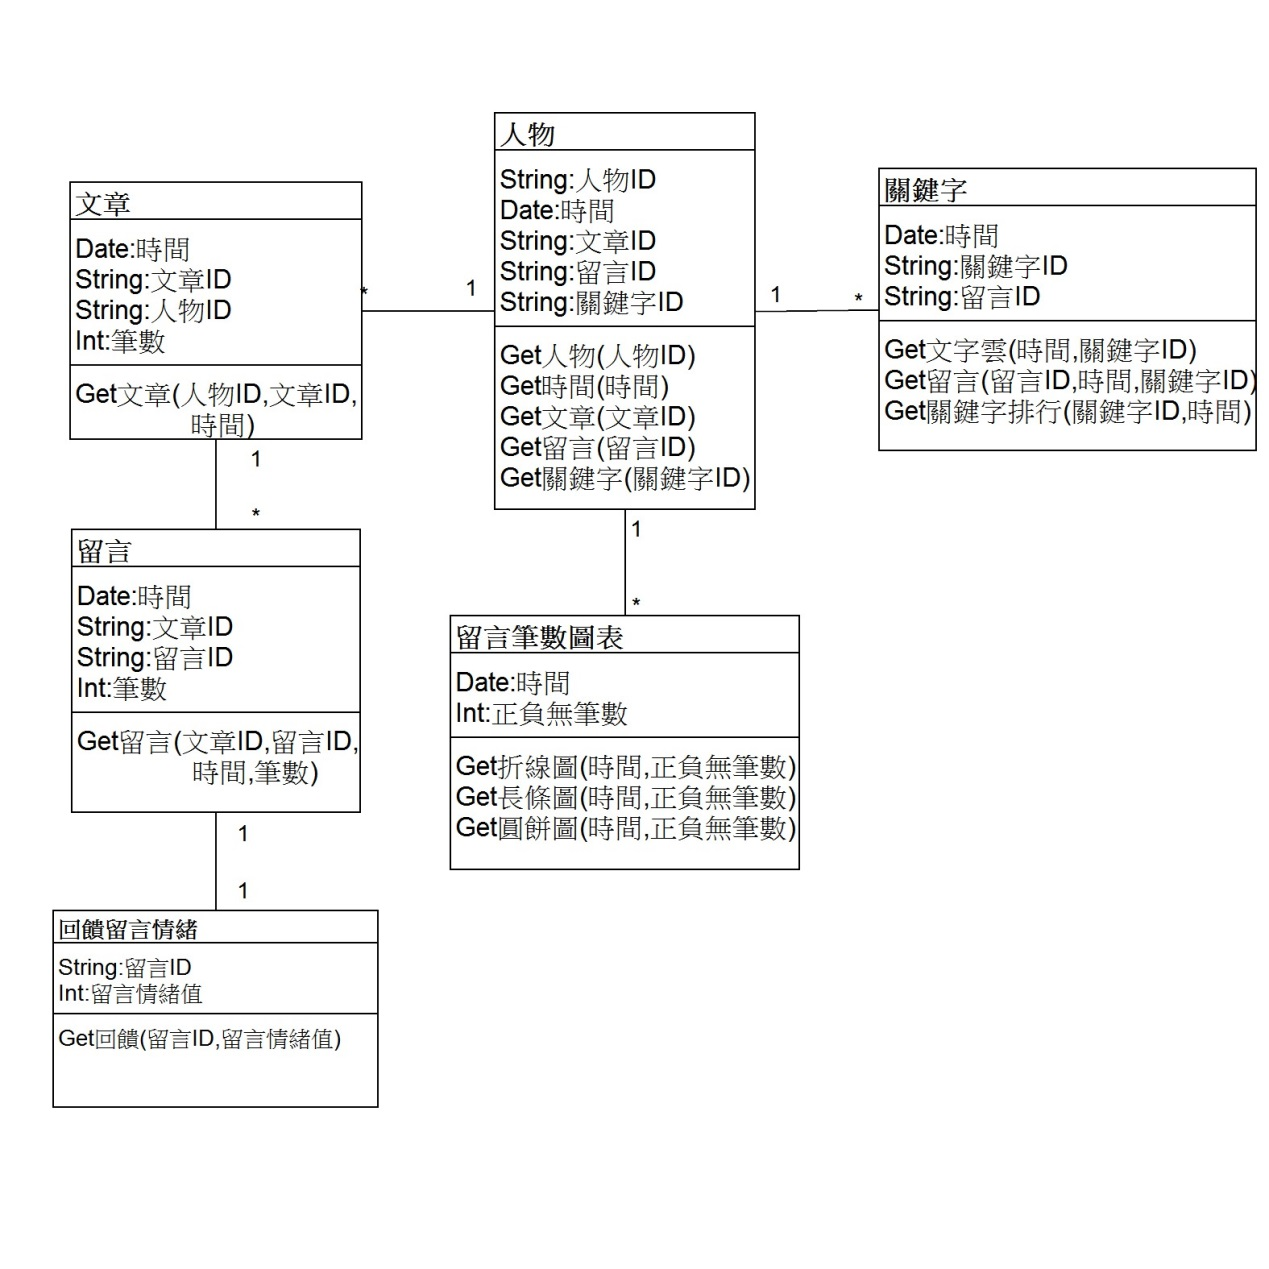 人物
String:人物ID
Date:時間
String:文章ID
String:留言ID
String:關鍵字ID
Get人物(人物ID)
Get時間(時間)
Get文章(文章ID)
Get留言(留言ID)
Get關鍵字(關鍵字ID)
文章
Date:時間
String:文章ID
String:人物ID
Int:筆數
Get文章(人物ID,文章ID,
時間)
*
1
關鍵字
Date:時間
String:關鍵字ID
String:留言ID
Get文字雲(時間,關鍵字ID)
Get留言(留言ID,時間,關鍵字ID)
Get關鍵字排行(關鍵字ID,時間)
1
*
1
*
留言
Date:時間
String:文章ID
String:留言ID
Int:筆數
Get留言(文章ID,留言ID,
時間,筆數)
1
*
留言筆數圖表
Date:時間
Int:正負無筆數
Get折線圖(時間,正負無筆數)
Get長條圖(時間,正負無筆數)
Get圓餅圖(時間,正負無筆數)
1
1
回饋留言情緒
String:留言ID
Int:留言情緒值
Get回饋(留言ID,留言情緒值)